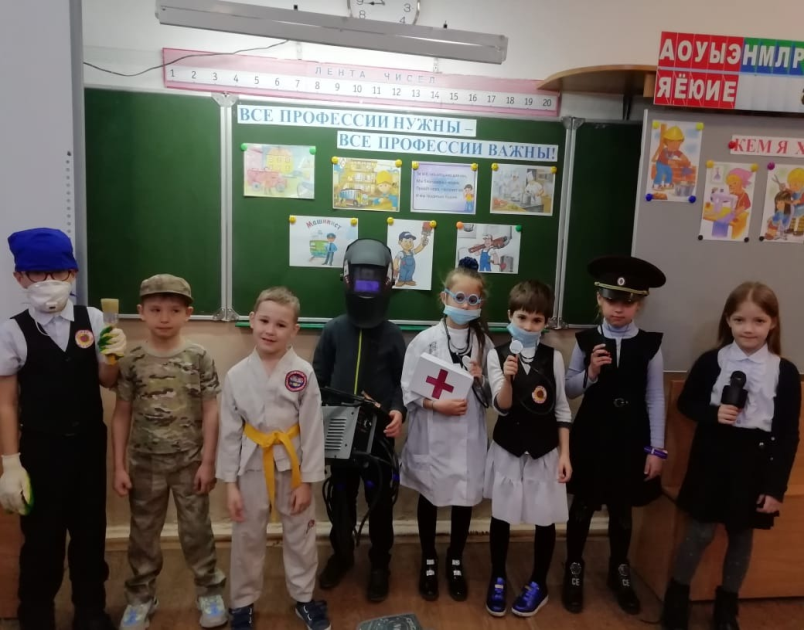 ЛЕНТА ЧИСЕЛ
1 2 3 4 5 6 7 8 9 10 11 12 13 14 15 16 17 18 19 20
АОУЫЭНМЛР
ЯЁЮИЕ
ВСЕ ПРОФЕССИИ НУЖНЫ –
ВСЕ ПРОФЕССИИ ВАЖНЫ!
КЕМ Я Х
Машинист